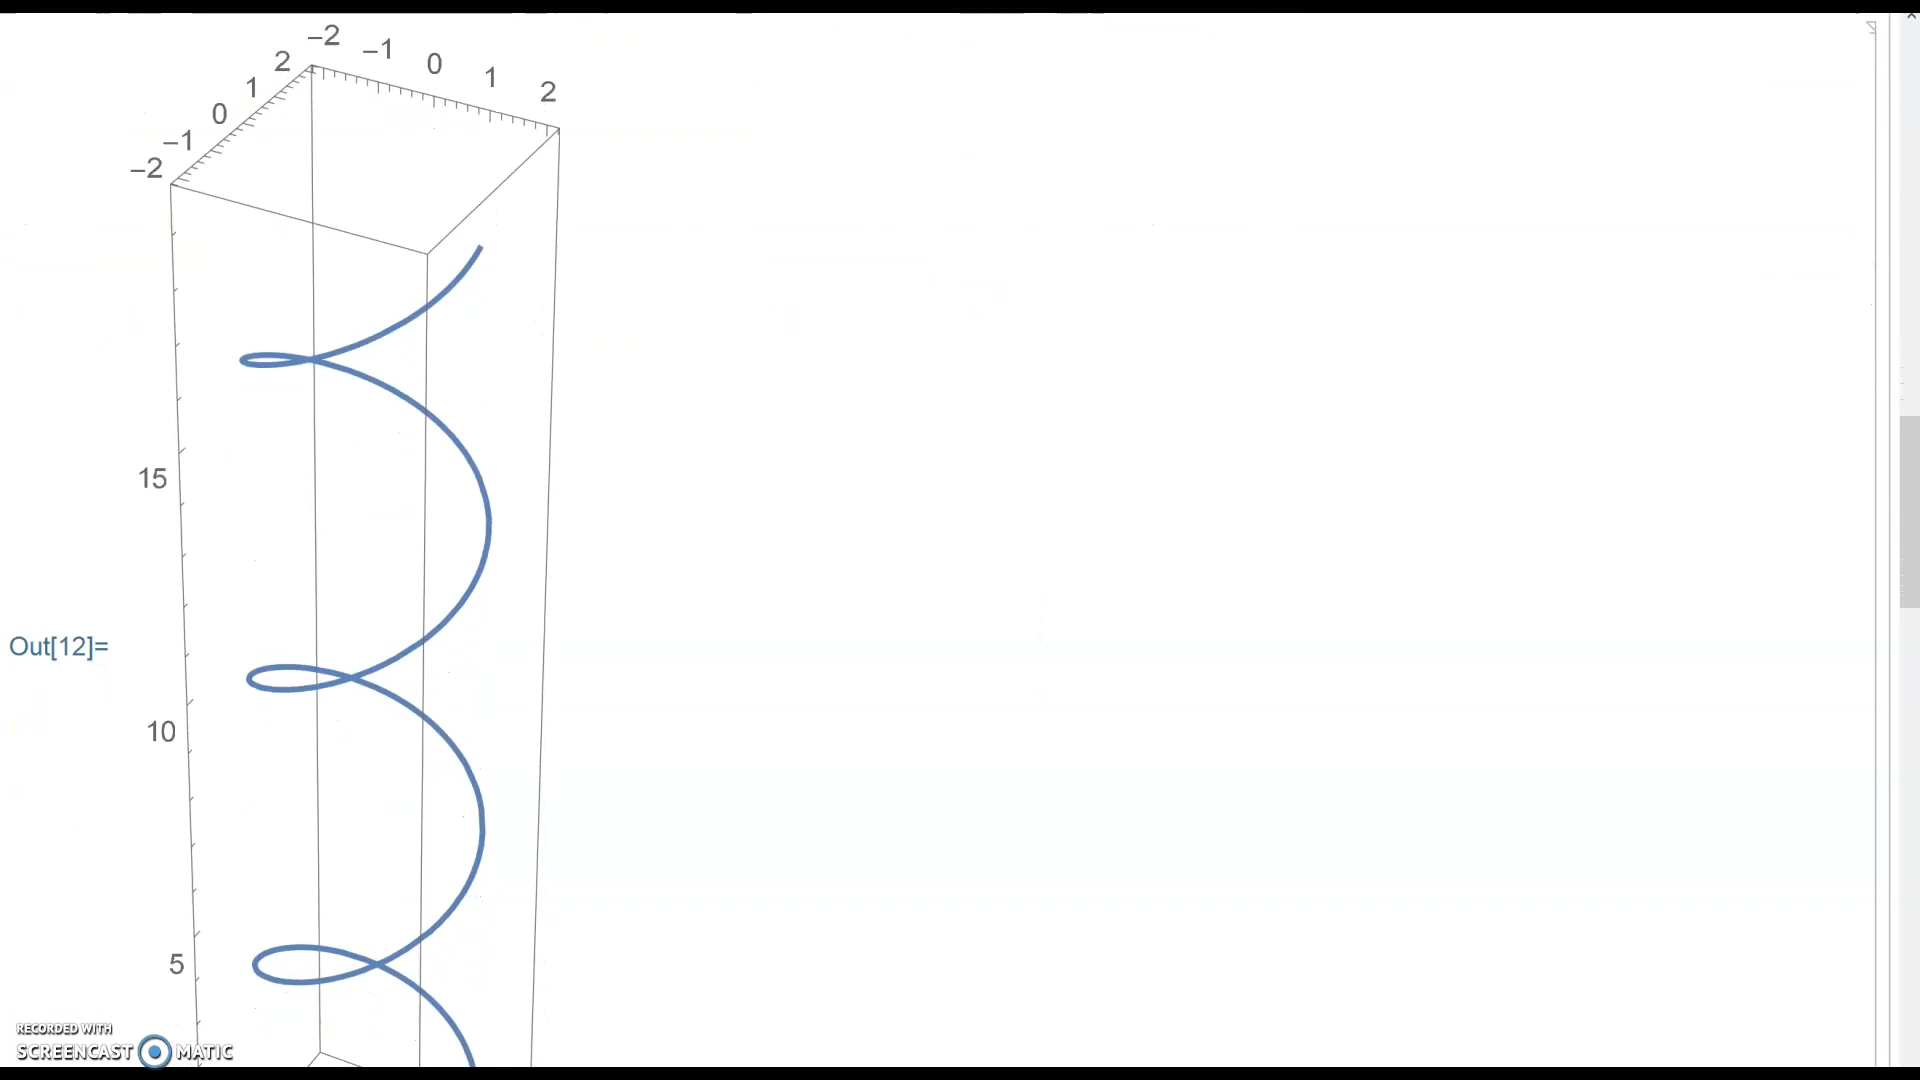 −2 −1 0 1 2
2
1
0
−1
−2
15
Out[12]=
10
5
RECORDED WITH
SCREENCAST MATIC